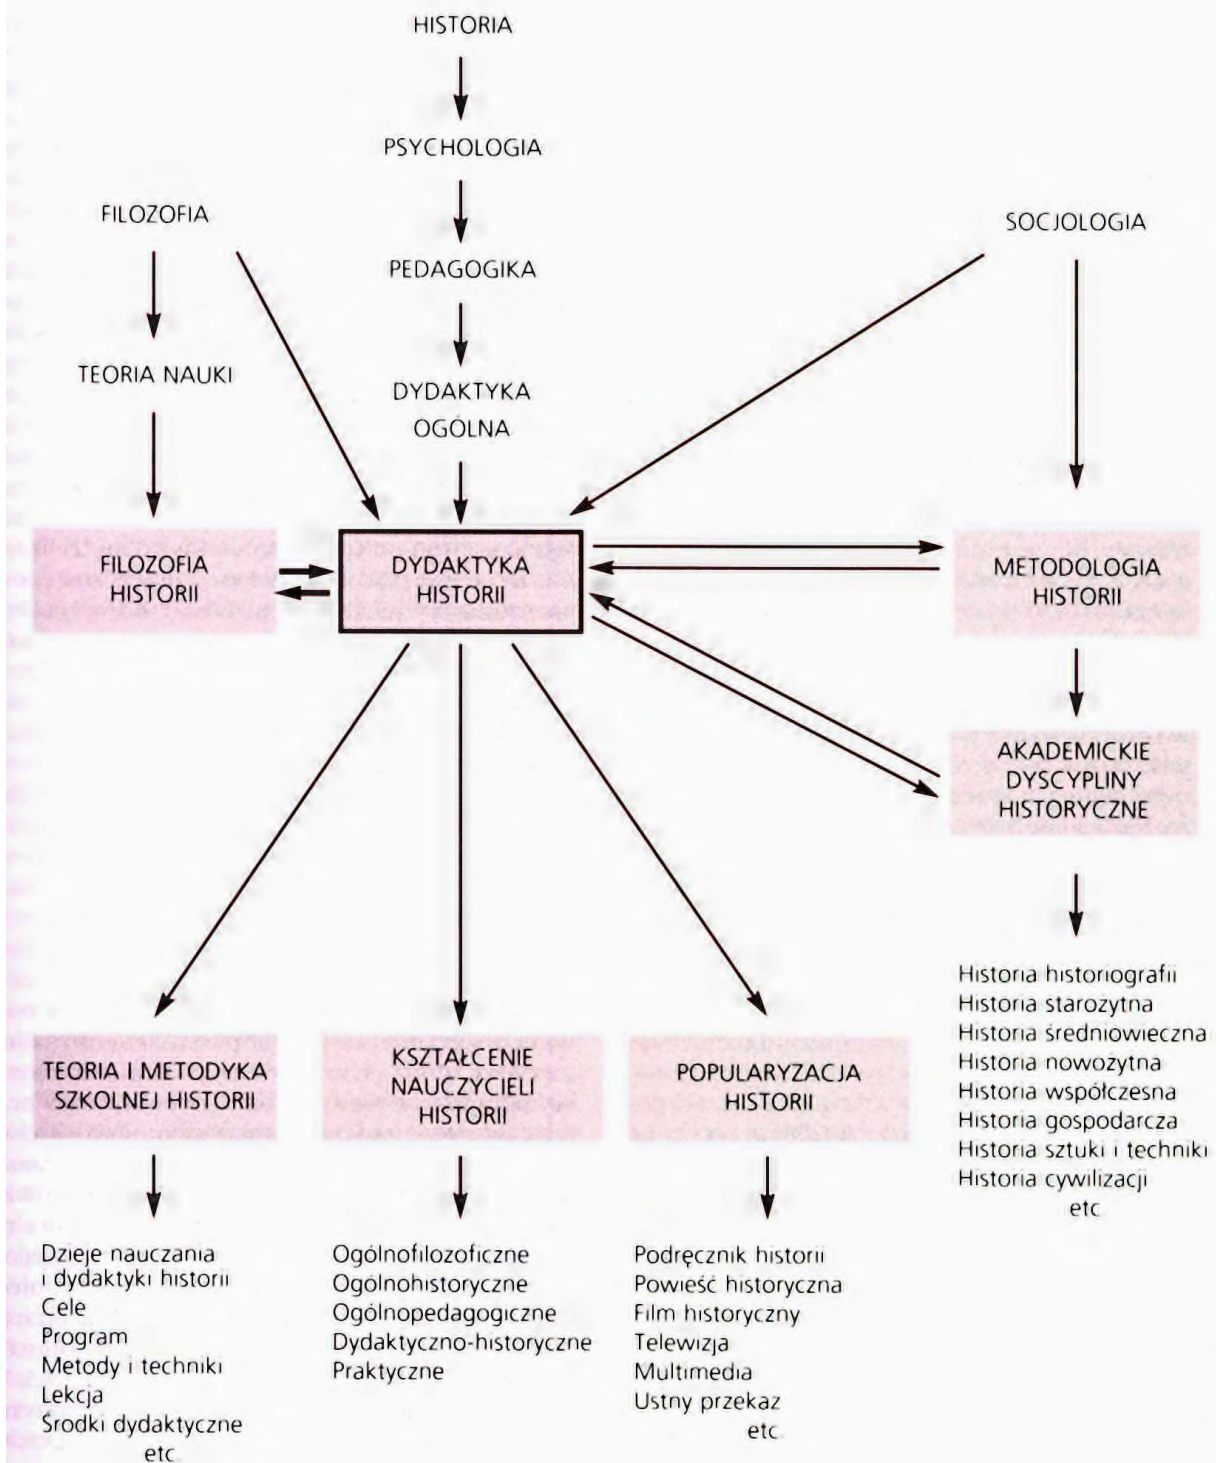 HISTORIA
PSYCHOLOGIA
FILOZOFIA
SOCJOLOGIA
PEDAGOGIKA
TEORIA NAUKI
DYDAKTYKA
OGÓLNA
FILOZOFIA
HISTORII
DYDAKTYKA
HISTORII
METODOLOGIA
HISTORII
AKADEMICKIE
DYSCYPLINY
HISTORYCZNE
Historia historiografii
Historia starożytna
Historia średniowieczna
Historia nowożytna
Historia współczesna
Historia gospodarcza
Historia sztuki i techniki
Historia cywilizacji
etc
TEORIA I METODYKA
SZKOLNEJ HISTORII
KSZTAŁCENIE
NAUCZYCIELI
HISTORII
POPULARYZACJA
HISTORII
Dzieje nauczania
i dydaktyki historii
Cele
Program
Metody i techniki
Lekcja
Środki dydaktyczne
etc
Ogólnofilozoficzne
Ogólnohistoryczne
Ogólnopedagogiczne
Dydaktyczno-historyczne
Praktyczne
Podręcznik historii
Powieść historyczna
Film historyczny
Telewizja
Multimedia
Ustny przekaz
etc